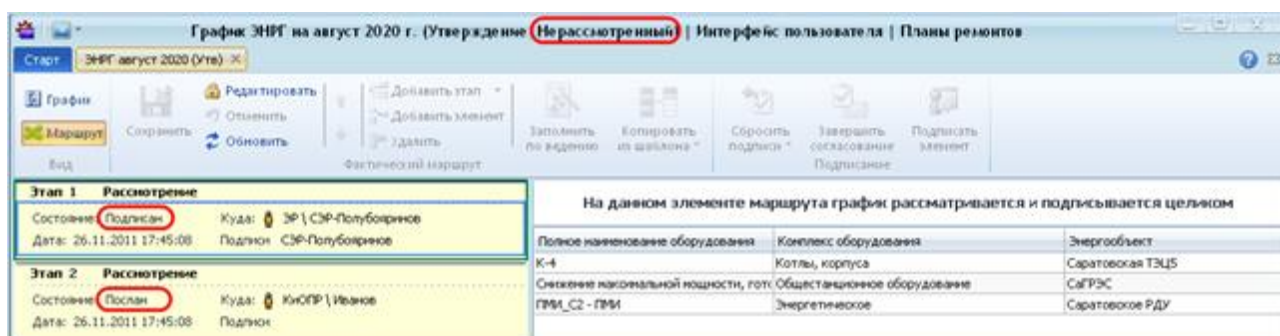 График ЭНРГ на август 2020 г. (Утверждение Нерассмотренный) | Интерфейс пользователя | Планы ремонтов
Старт ЭНРГ август 2020 (Утв)
График
Маршрут
Вид
Сохранить
Редактировать
Отменить
Обновить
Добавить этап
Добавить элемент
Удалить
Фактический маршрут
Заполнить по ведению
Копировать из шаблона
Сбросить подписи
Завершить согласование
Подписать элемент
Подписание
Этап 1 Рассмотрение
Состояние: Подписан Куда: ЭР \ СЭР-Полубояринов
Дата: 26.11.2011 17:45:08 Подписи СЭР-Полубояринов
Этап 2 Рассмотрение
Состояние: Послан Куда: КиОПР \ Иванов
Дата: 26.11.2011 17:45:08 Подписи
На данном элементе маршрута график рассматривается и подписывается целиком
Полное наименование оборудования Комплекс оборудования Энергообъект
К-4 Котлы, корпуса Саратовская ТЭЦ5
Снижение максимальной мощности, гото Общестанционное оборудование СаГРЭС
ПМИ_С2 - ПМИ Энергетическое Саратовское РДУ